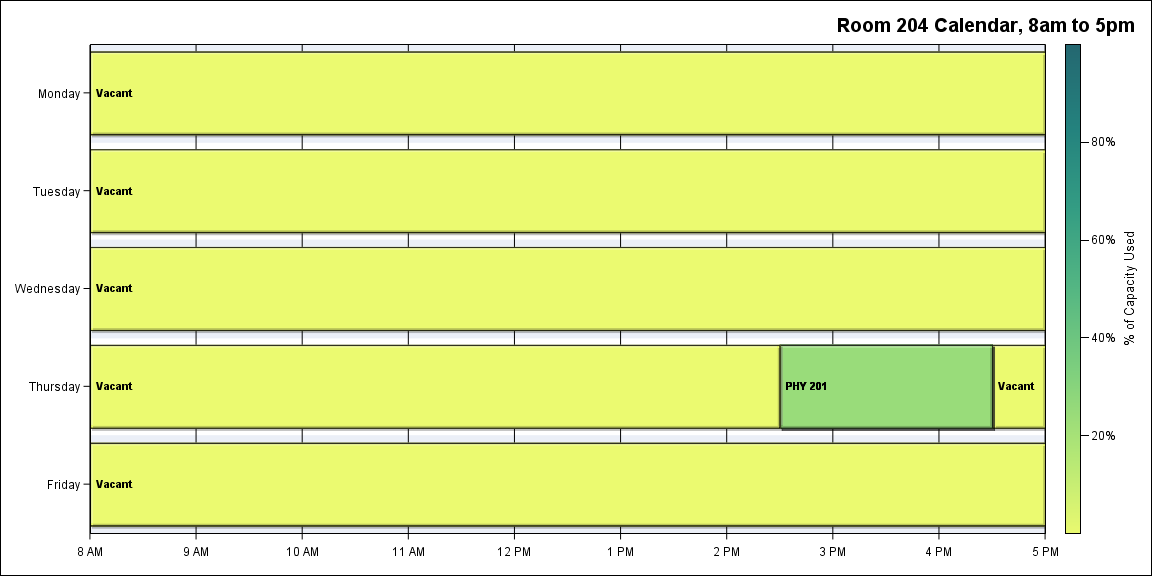 Room 204 Calendar, 8am to 5pm
Monday
Vacant
Tuesday
Vacant
Wednesday
Vacant
Thursday
Vacant
PHY 201
Vacant
Friday
Vacant
8 AM 9 AM 10 AM 11 AM 12 PM 1 PM 2 PM 3 PM 4 PM 5 PM
80%
60%
40%
20%
% of Capacity Used